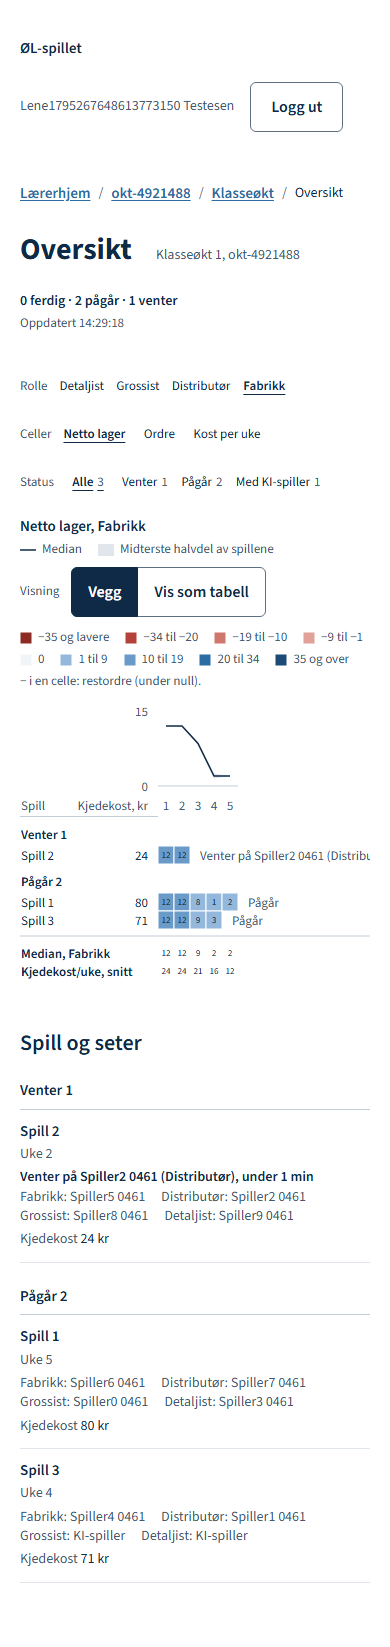 ØL-spillet
Lene1795267648613773150 Testesen Logg ut
Lærerhjem / okt-4921488 / Klasseøkt / Oversikt
Oversikt Klasseøkt 1, okt-4921488
0 ferdig · 2 pågår · 1 venter
Oppdatert 14:29:18
Rolle Detaljist Grossist Distributør Fabrikk
Celler Netto lager Ordre Kost per uke
Status Alle 3 Venter 1 Pågår 2 Med KI-spiller 1
Netto lager, Fabrikk
Median Midterste halvdel av spillene
Visning Vegg Vis som tabell
−35 og lavere −34 til −20 −19 til −10 −9 til −1
0 1 til 9 10 til 19 20 til 34 35 og over
− i en celle: restordre (under null).
15
0
Spill Kjedekost, kr 1 2 3 4 5
Venter 1
Spill 2 24 12 12 Venter på Spiller2 0461 (Distribu
Pågår 2
Spill 1 80 12 12 8 1 2 Pågår
Spill 3 71 12 12 9 3 Pågår
Median, Fabrikk 12 12 9 2 2
Kjedekost/uke, snitt 24 24 21 16 12
Spill og seter
Venter 1
Spill 2
Uke 2
Venter på Spiller2 0461 (Distributør), under 1 min
Fabrikk: Spiller5 0461 Distributør: Spiller2 0461
Grossist: Spiller8 0461 Detaljist: Spiller9 0461
Kjedekost 24 kr
Pågår 2
Spill 1
Uke 5
Fabrikk: Spiller6 0461 Distributør: Spiller7 0461
Grossist: Spiller0 0461 Detaljist: Spiller3 0461
Kjedekost 80 kr
Spill 3
Uke 4
Fabrikk: Spiller4 0461 Distributør: Spiller1 0461
Grossist: KI-spiller Detaljist: KI-spiller
Kjedekost 71 kr